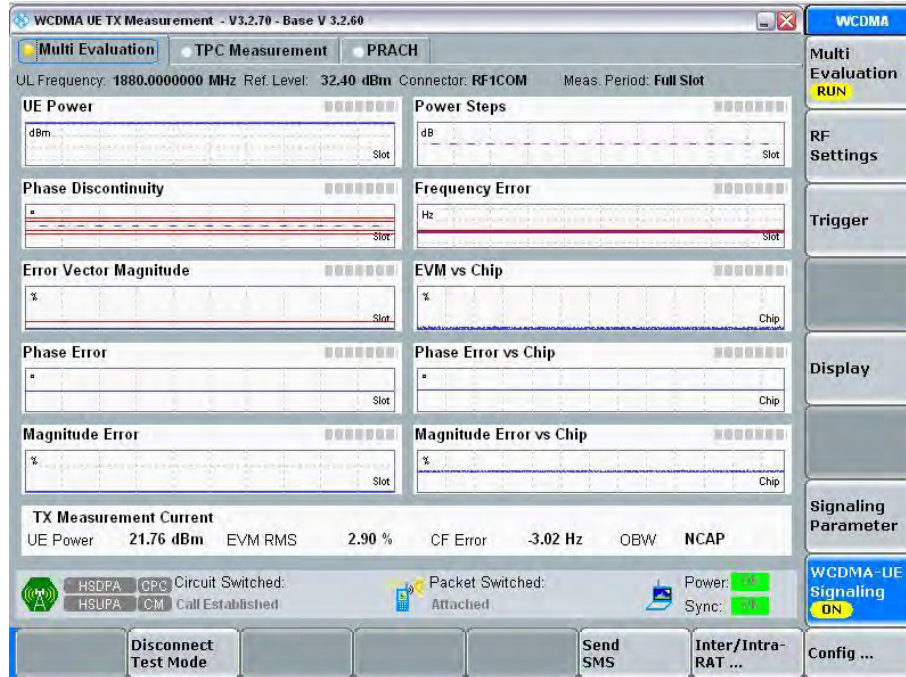 WCDMA UE TX Measurement - V3.2.70 - Base V 3.2.60
WCDMA
Multi Evaluation
TPC Measurement
PRACH
UL Frequency: 1880.0000000 MHz Ref. Level: 32.40 dBm Connector: RF1COM Meas. Period: Full Slot
UE Power
dBm
Slot
Power Steps
dB
Slot
Phase Discontinuity
°
Slot
Frequency Error
Hz
Slot
Error Vector Magnitude
%
Slot
EVM vs Chip
%
Chip
Phase Error
°
Slot
Phase Error vs Chip
°
Chip
Magnitude Error
%
Slot
Magnitude Error vs Chip
%
Chip
TX Measurement Current
UE Power 21.76 dBm EVM RMS 2.90 % CF Error -3.02 Hz OBW NCAP
HSDPA CPC Circuit Switched:
HSUPA CM Call Established
Packet Switched:
Attached
Power:
Sync:
Multi
Evaluation
RUN
RF
Settings
Trigger
Display
Signaling
Parameter
WCDMA-UE
Signaling
ON
Disconnect
Test Mode
Send
SMS
Inter/Intra-
RAT ...
Config ...